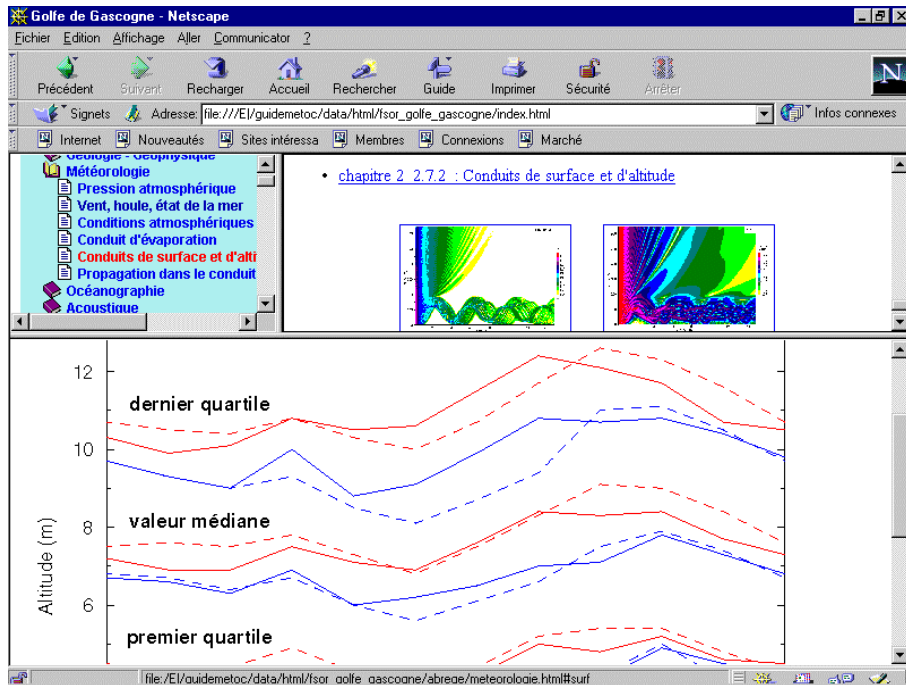 Golfe de Gascogne - Netscape
Fichier Edition Affichage Aller Communicator ?
Précédent Suivant Recharger Accueil Rechercher Guide Imprimer Sécurité Arrêter
N
Signets Adresse: file:///E|/guidemetoc/data/html/fsor_golfe_gascogne/index.html Infos connexes
Internet Nouveautés Sites intéressa Membres Connexions Marché
Géologie - Géophysique
Météorologie
Pression atmosphérique
Vent, houle, état de la mer
Conditions atmosphériques
Conduit d'évaporation
Conduits de surface et d'alti
Propagation dans le conduit
Océanographie
Acoustique
• chapitre 2 2.7.2 : Conduits de surface et d'altitude
12
dernier quartile
10
valeur médiane
8
Altitude (m)
6
premier quartile
file:/E|/guidemetoc/data/html/fsor_golfe_gascogne/abrege/meteorologie.html#surf